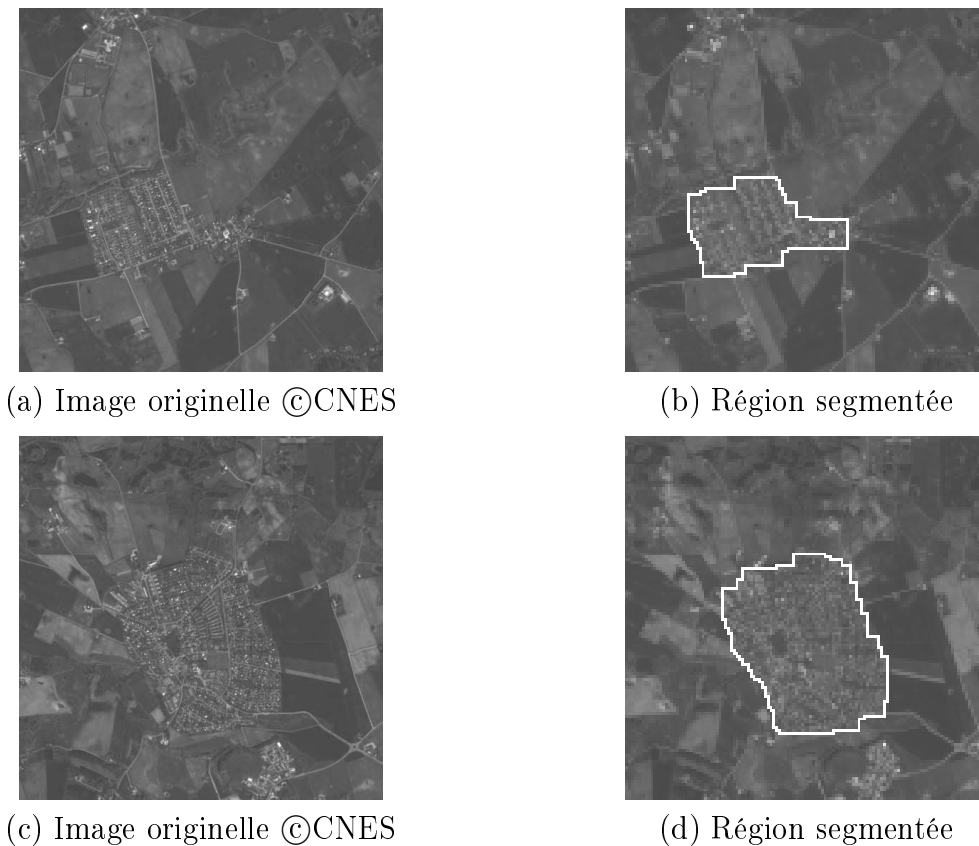 (a) Image originelle ©CNES
(b) Région segmentée
(c) Image originelle ©CNES
(d) Région segmentée